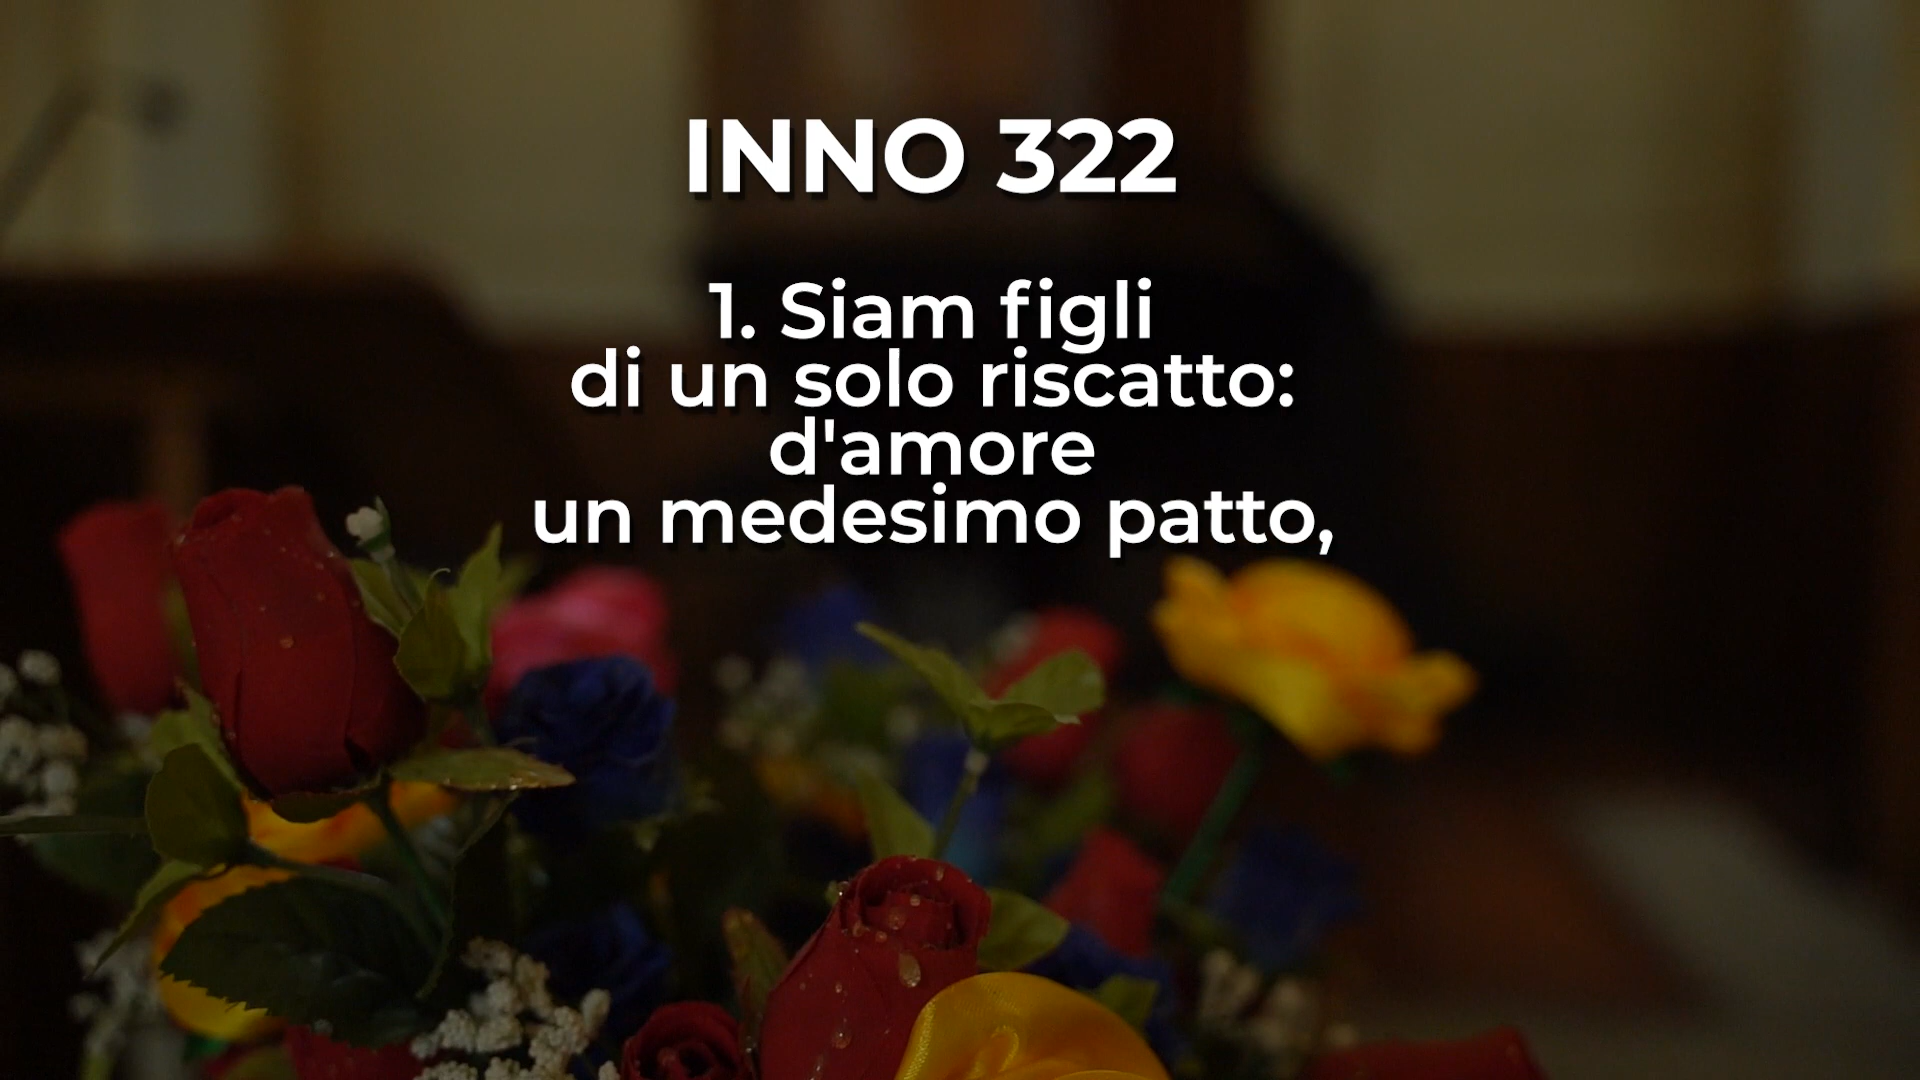 INNO 322
1. Siam figli
di un solo riscatto:
d'amore
un medesimo patto,